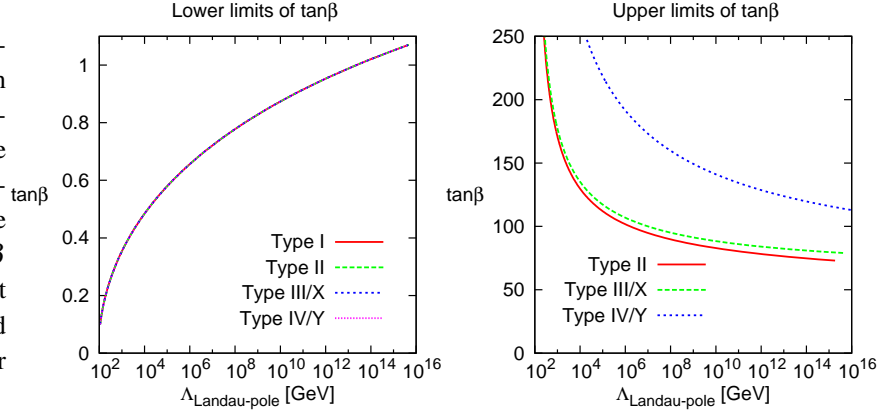 Lower limits of tanβ
1
0.8
0.6
tanβ
0.4
0.2
0
Type I
Type II
Type III/X
Type IV/Y
10^2 10^4 10^6 10^8 10^10 10^12 10^14 10^16
Λ_Landau-pole [GeV]
Upper limits of tanβ
250
200
150
tanβ
100
50
0
Type II
Type III/X
Type IV/Y
10^2 10^4 10^6 10^8 10^10 10^12 10^14 10^16
Λ_Landau-pole [GeV]